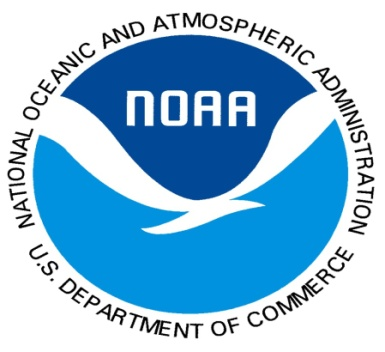 NATIONAL OCEANIC AND ATMOSPHERIC ADMINISTRATION
NOAA
U.S. DEPARTMENT OF COMMERCE